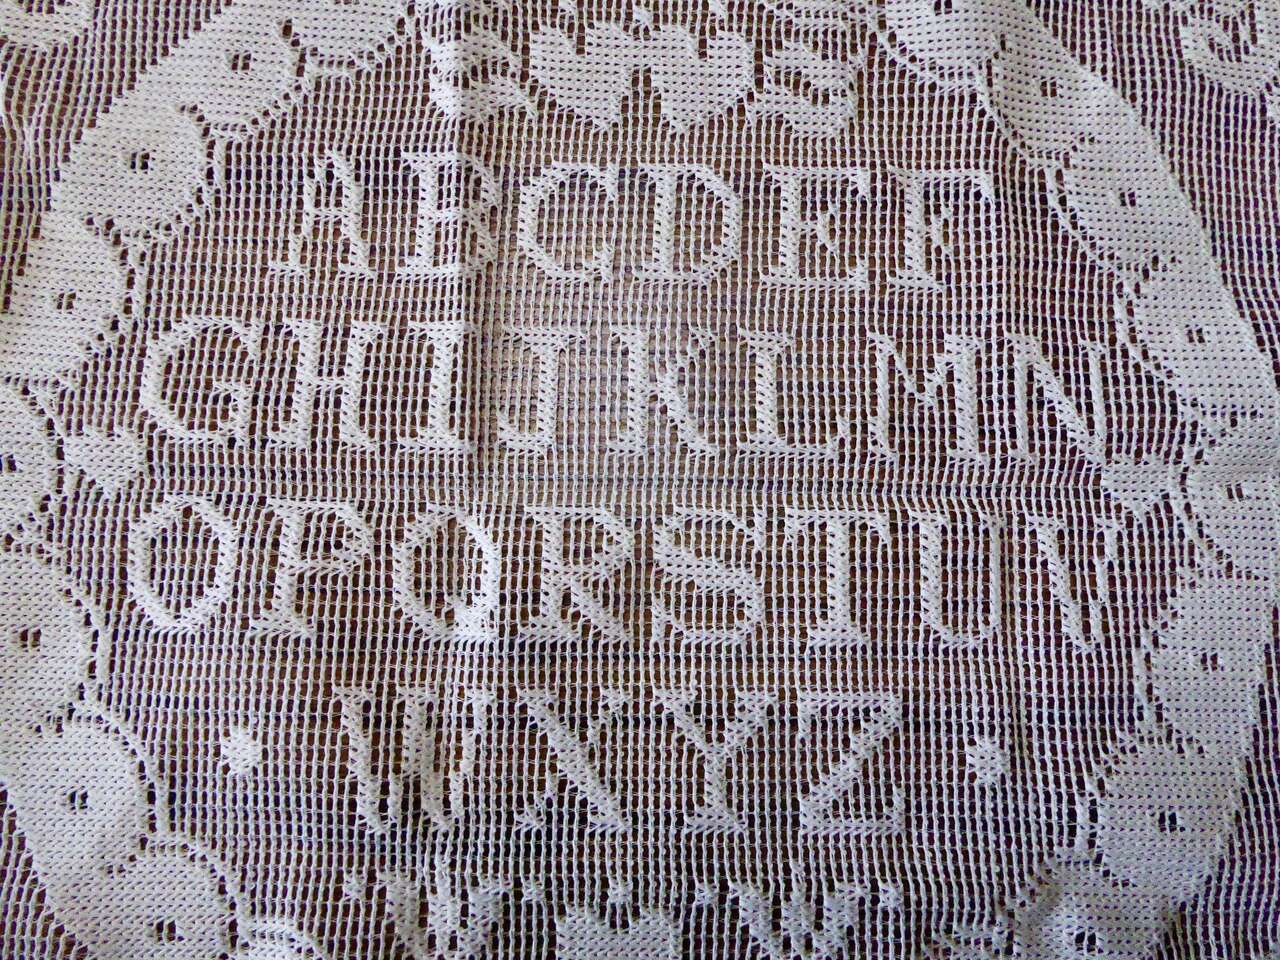 ABCDEF
GHIJKLMN
OPQRSTUV
WXYZ